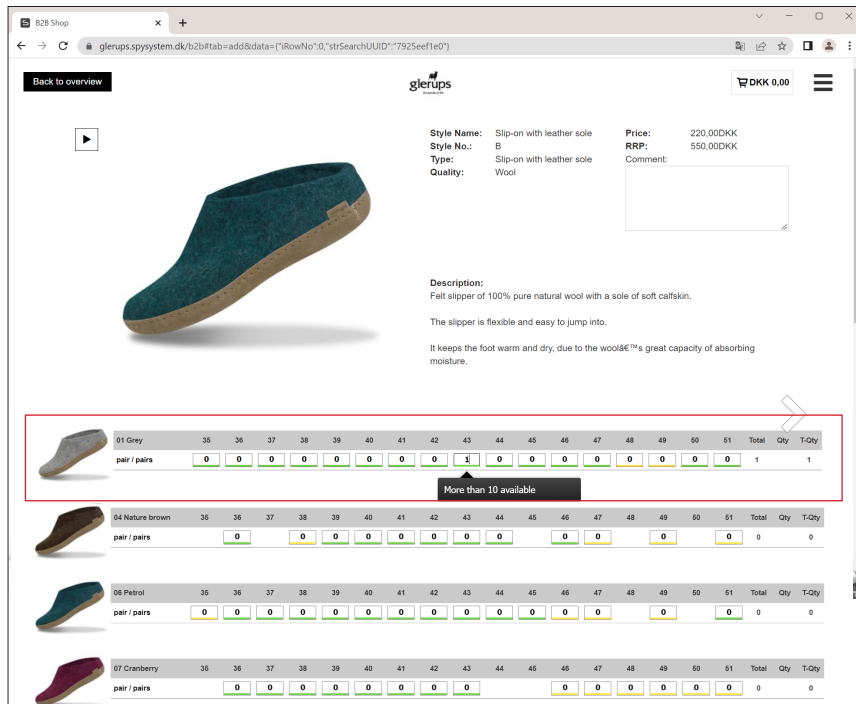 B2B Shop
glerups.spysystem.dk/b2b#tab=add&data={"iRowNo":0,"strSearchUUID":"7925eef1e0"}
Back to overview
glerups
DKK 0,00
Style Name: Slip-on with leather sole Price: 220,00DKK
Style No.: B RRP: 550,00DKK
Type: Slip-on with leather sole Comment:
Quality: Wool
Description:
Felt slipper of 100% pure natural wool with a sole of soft calfskin.
The slipper is flexible and easy to jump into.
It keeps the foot warm and dry, due to the woolâ€™s great capacity of absorbing
moisture.
01 Grey 35 36 37 38 39 40 41 42 43 44 45 46 47 48 49 50 51 Total Qty T-Qty
pair / pairs 0 0 0 0 0 0 0 0 1 0 0 0 0 0 0 0 0 1 1
More than 10 available
04 Nature brown 35 36 37 38 39 40 41 42 43 44 45 46 47 48 49 50 51 Total Qty T-Qty
pair / pairs 0 0 0 0 0 0 0 0 0 0 0 0 0 0
06 Petrol 35 36 37 38 39 40 41 42 43 44 45 46 47 48 49 50 51 Total Qty T-Qty
pair / pairs 0 0 0 0 0 0 0 0 0 0 0 0 0 0 0 0 0
07 Cranberry 35 36 37 38 39 40 41 42 43 44 45 46 47 48 49 50 51 Total Qty T-Qty
pair / pairs 0 0 0 0 0 0 0 0 0 0 0 0 0 0 0 0